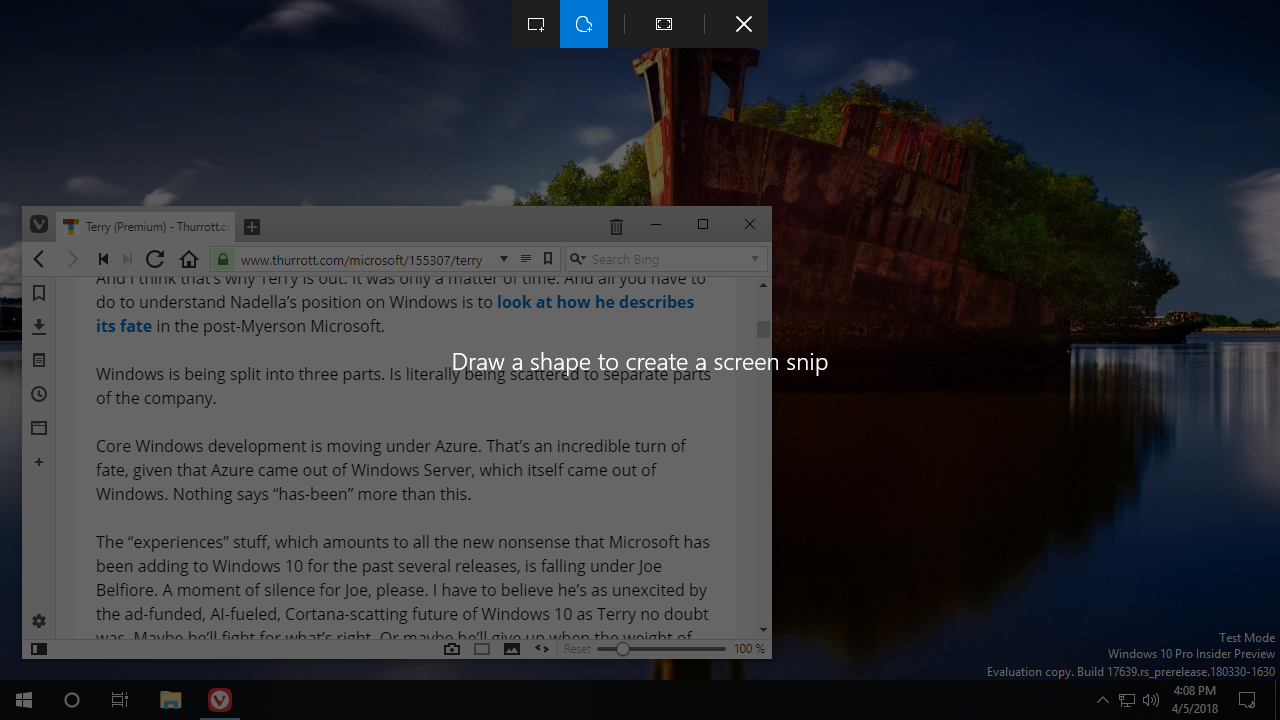 Terry (Premium) - Thurrott.cc
www.thurrott.com/microsoft/155307/terry
Search Bing
And I think that's why Terry is out. It was only a matter of time. And all you have to
do to understand Nadella's position on Windows is to look at how he describes
its fate in the post-Myerson Microsoft.
Draw a shape to create a screen snip
Windows is being split into three parts. Is literally being scattered to separate parts
of the company.
Core Windows development is moving under Azure. That's an incredible turn of
fate, given that Azure came out of Windows Server, which itself came out of
Windows. Nothing says “has-been” more than this.
The “experiences” stuff, which amounts to all the new nonsense that Microsoft has
been adding to Windows 10 for the past several releases, is falling under Joe
Belfiore. A moment of silence for Joe, please. I have to believe he's as unexcited by
the ad-funded, AI-fueled, Cortana-scatting future of Windows 10 as Terry no doubt
was. Maybe he'll fight for what's right. Or maybe he'll give up when the weight of
Reset
100 %
Test Mode
Windows 10 Pro Insider Preview
Evaluation copy. Build 17639.rs_prerelease.180330-1630
4:08 PM
4/5/2018